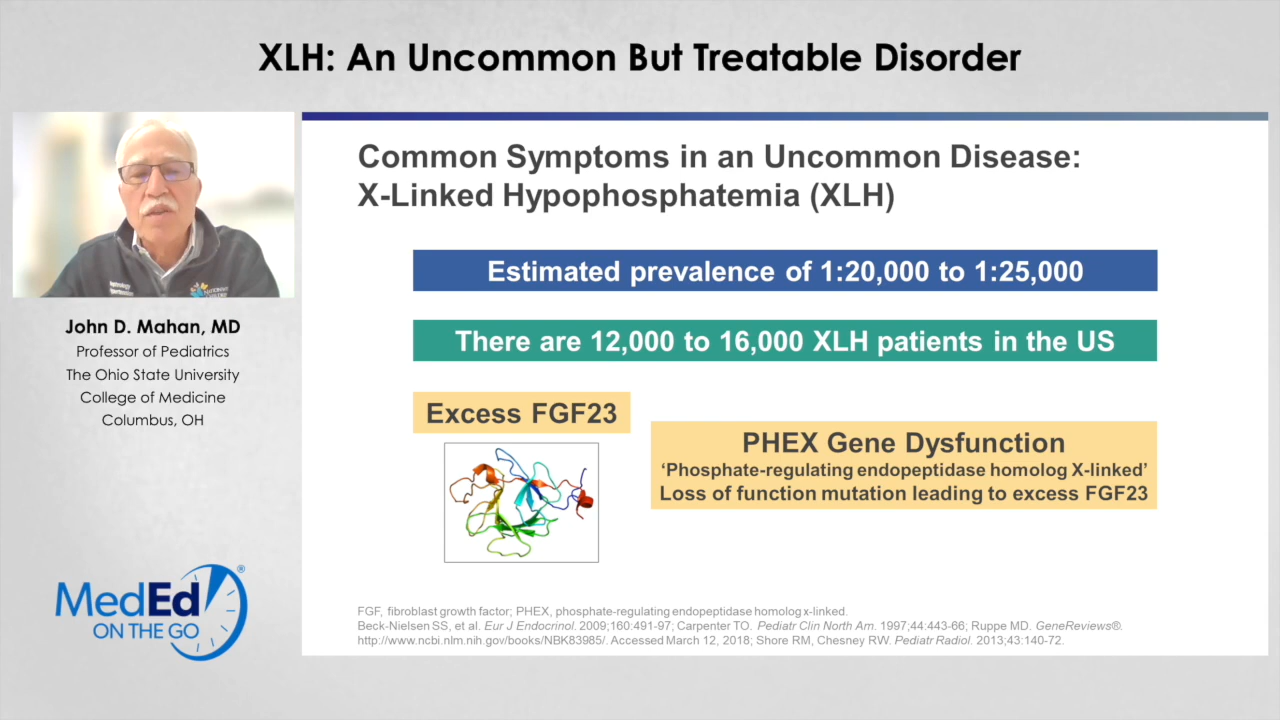 XLH: An Uncommon But Treatable Disorder
John D. Mahan, MD
Professor of Pediatrics
The Ohio State University
College of Medicine
Columbus, OH
MedEd®
ON THE GO
Common Symptoms in an Uncommon Disease:
X-Linked Hypophosphatemia (XLH)
Estimated prevalence of 1:20,000 to 1:25,000
There are 12,000 to 16,000 XLH patients in the US
Excess FGF23
PHEX Gene Dysfunction
‘Phosphate-regulating endopeptidase homolog X-linked’
Loss of function mutation leading to excess FGF23
FGF, fibroblast growth factor; PHEX, phosphate-regulating endopeptidase homolog x-linked.
Beck-Nielsen SS, et al. Eur J Endocrinol. 2009;160:491-97; Carpenter TO. Pediatr Clin North Am. 1997;44:443-66; Ruppe MD. GeneReviews®.
http://www.ncbi.nlm.nih.gov/books/NBK83985/. Accessed March 12, 2018; Shore RM, Chesney RW. Pediatr Radiol. 2013;43:140-72.